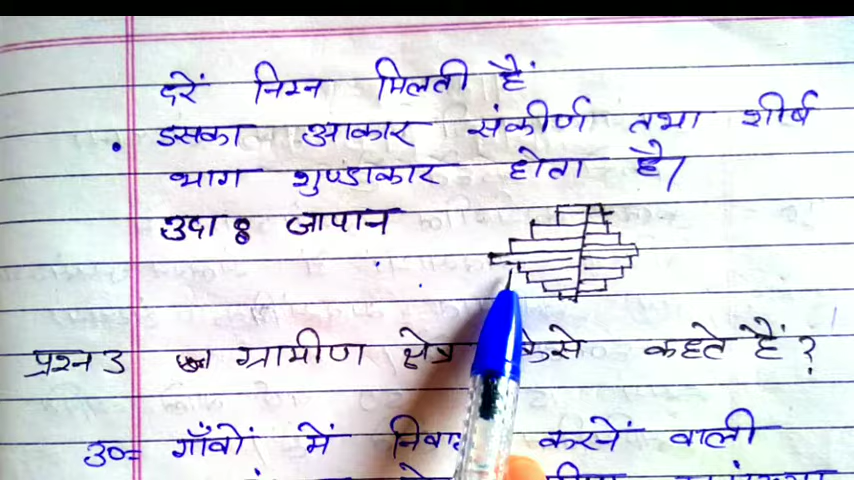 दरें निम्न मिलती हैं
• इसका आकार संकीर्ण तथा शीर्ष
भाग शुण्डाकार होता है/
उदा : जापान
प्रश्न 3 ग्रामीण क्षेत्र किसे कहते हैं ?
उ०= गाँवों में करनें वाली